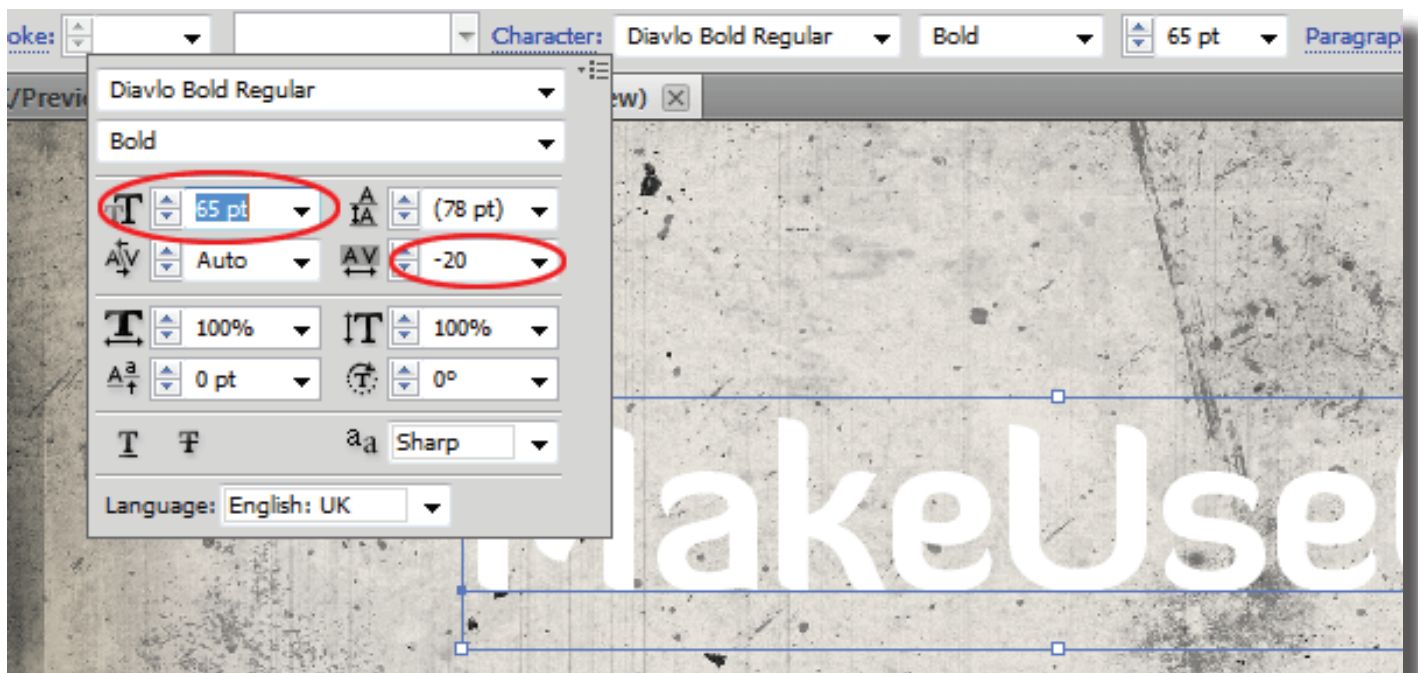 oke: Character: Diavlo Bold Regular Bold 65 pt Paragrap
/Previe ew)
Diavlo Bold Regular
Bold
65 pt (78 pt)
Auto -20
100% 100%
0 pt 0°
T T aa Sharp
Language: English: UK
MakeUse